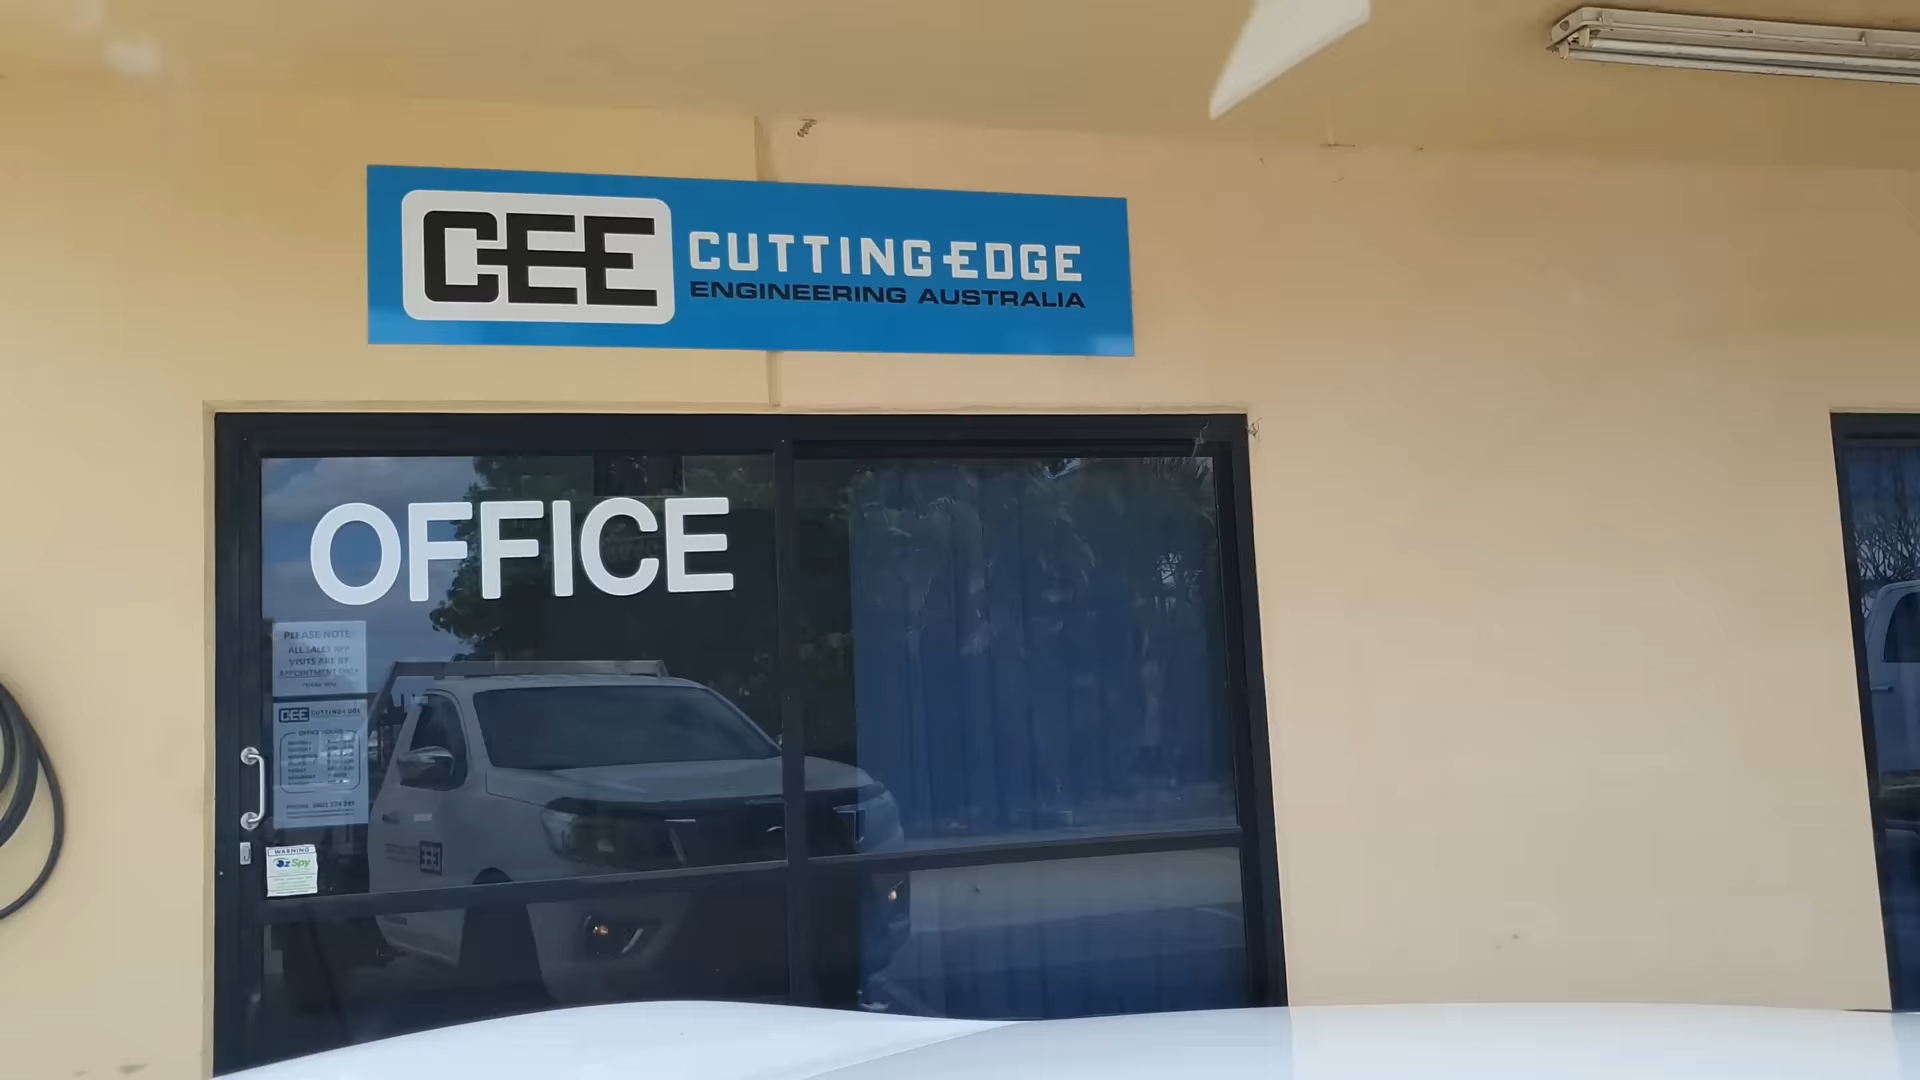 CEE CUTTING EDGE
ENGINEERING AUSTRALIA
OFFICE
PLEASE NOTE
ALL SALES REP
VISITS ARE BY
APPOINTMENT ONLY
CEE CUTTING EDGE
WARNING
OzSpy